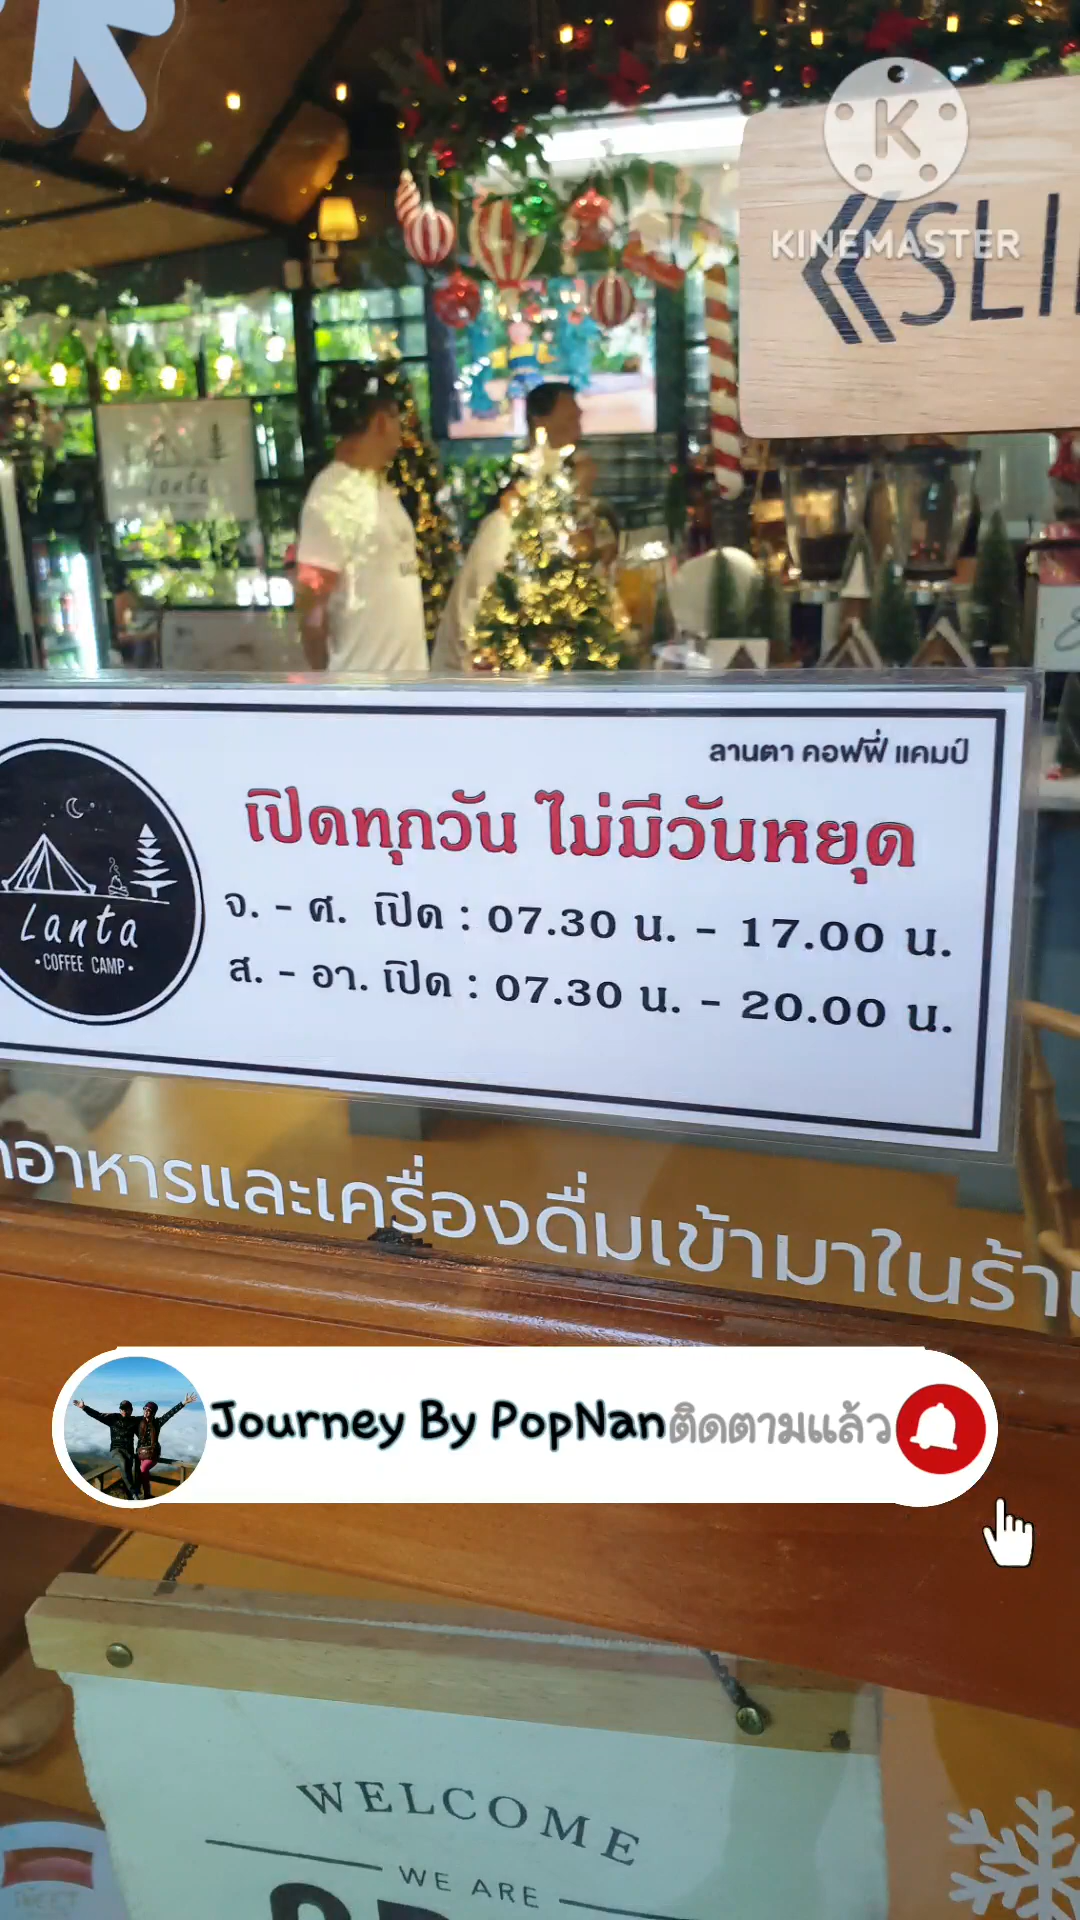 K
KINEMASTER
SLI
Lanta
ลานตา คอฟฟี่ แคมป์
เปิดทุกวัน ไม่มีวันหยุด
จ. - ศ. เปิด : 07.30 น. - 17.00 น.
ส. - อา. เปิด : 07.30 น. - 20.00 น.
Lanta
•COFFEE CAMP•
อาหารและเครื่องดื่มเข้ามาในร้า
Journey By PopNan ติดตามแล้ว
WELCOME
WE ARE